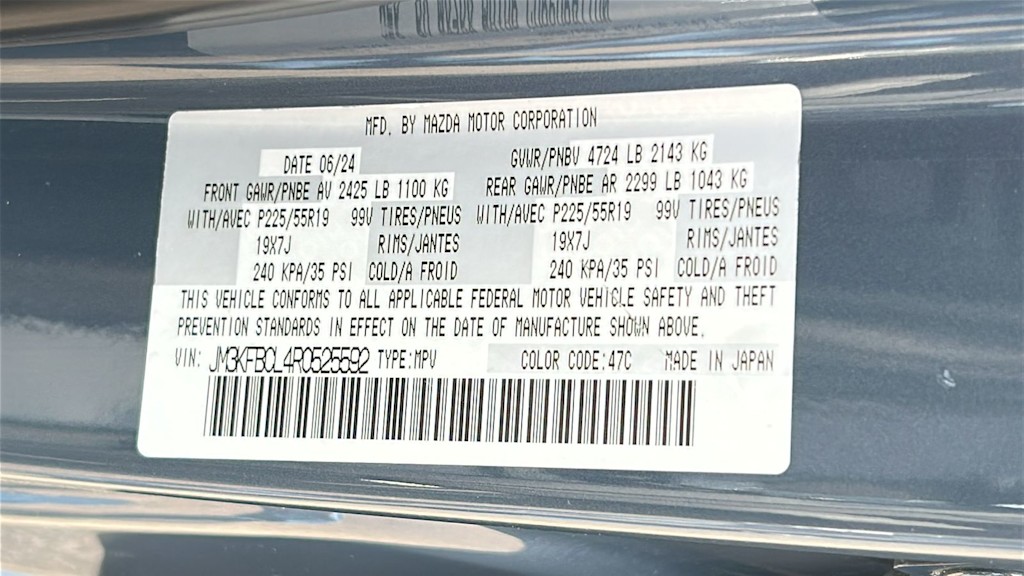 MFD. BY MAZDA MOTOR CORPORATION
DATE 06/24 GVWR/PNBV 4724 LB 2143 KG
FRONT GAWR/PNBE AV 2425 LB 1100 KG REAR GAWR/PNBE AR 2299 LB 1043 KG
WITH/AVEC P225/55R19 99V TIRES/PNEUS WITH/AVEC P225/55R19 99V TIRES/PNEUS
19X7J RIMS/JANTES 19X7J RIMS/JANTES
240 KPA/35 PSI COLD/A FROID 240 KPA/35 PSI COLD/A FROID
THIS VEHICLE CONFORMS TO ALL APPLICABLE FEDERAL MOTOR VEHICLE SAFETY AND THEFT
PREVENTION STANDARDS IN EFFECT ON THE DATE OF MANUFACTURE SHOWN ABOVE.
VIN: JM3KFBCL4R0525592 TYPE:MPV COLOR CODE:47C MADE IN JAPAN